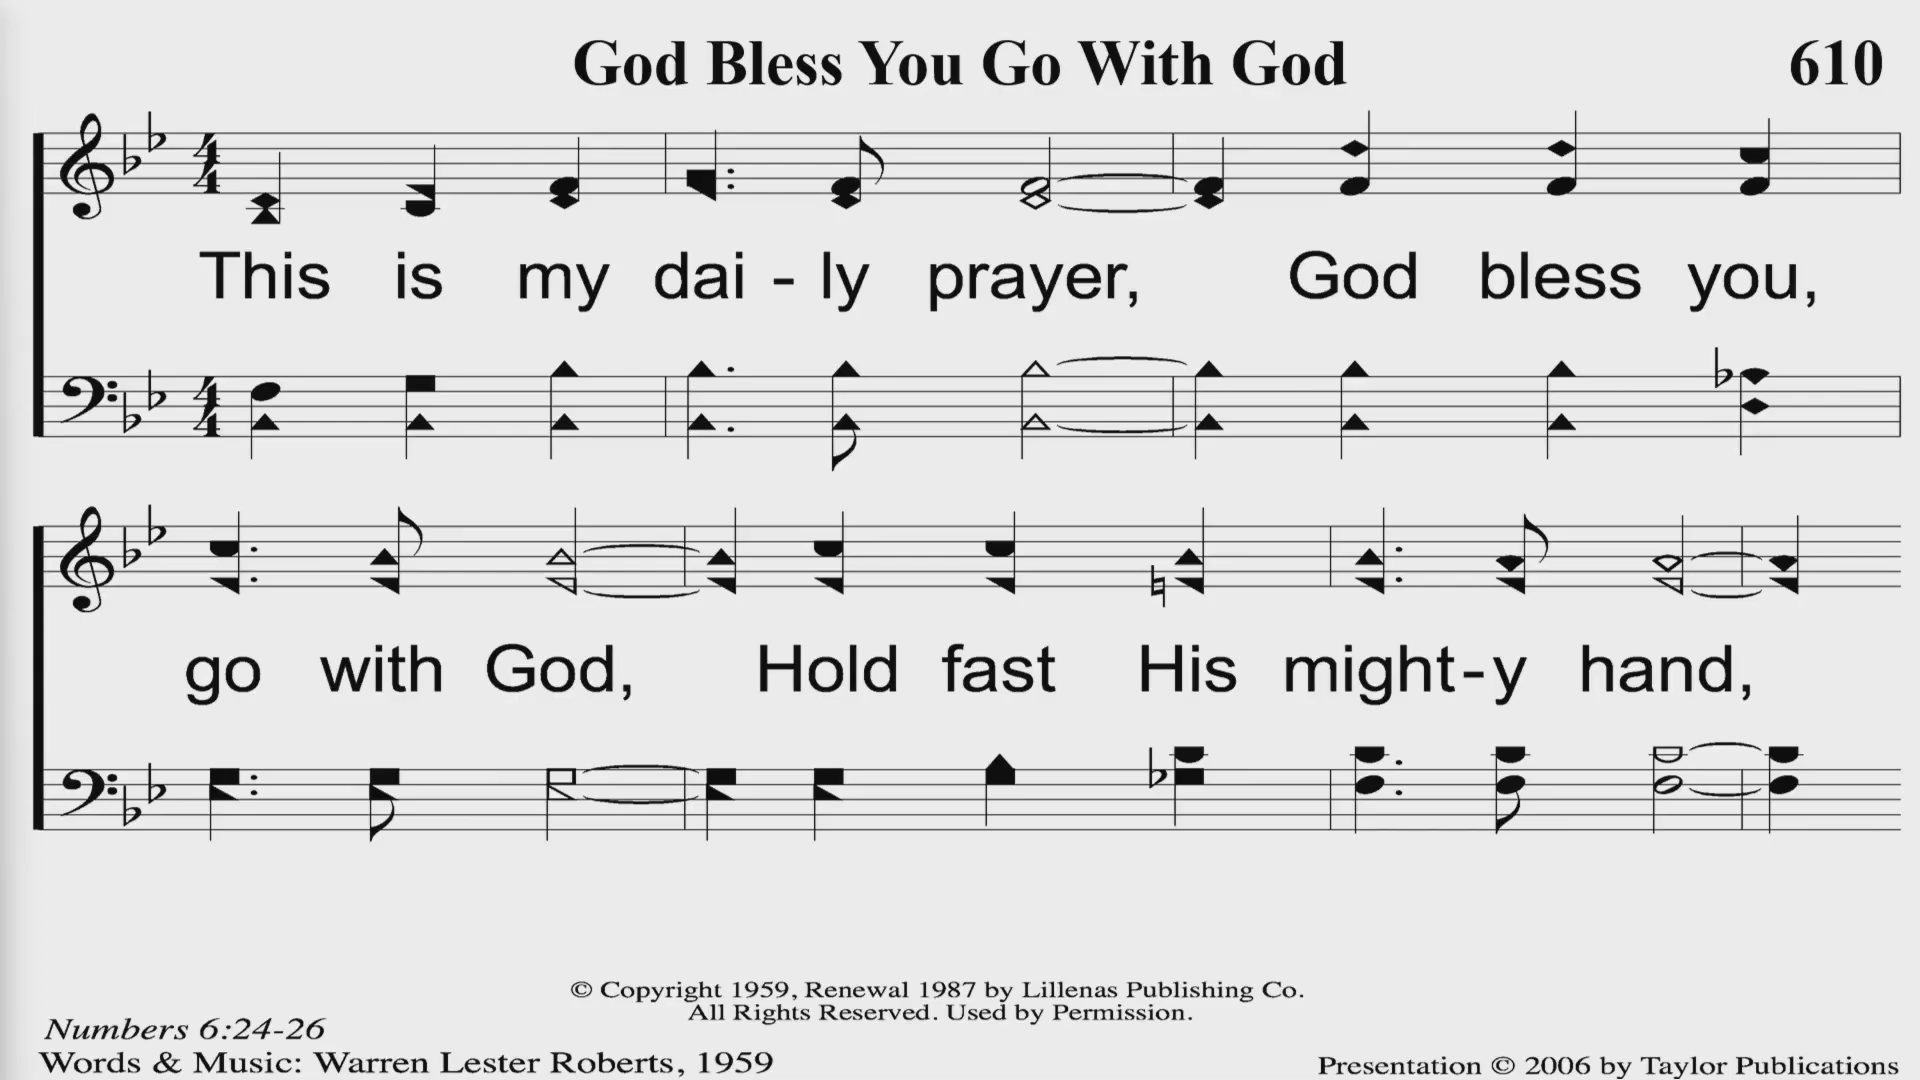 God Bless You Go With God 610
This is my dai - ly prayer, God bless you,
go with God, Hold fast His might-y hand,
© Copyright 1959, Renewal 1987 by Lillenas Publishing Co.
All Rights Reserved. Used by Permission.
Numbers 6:24-26
Words & Music: Warren Lester Roberts, 1959
Presentation © 2006 by Taylor Publications